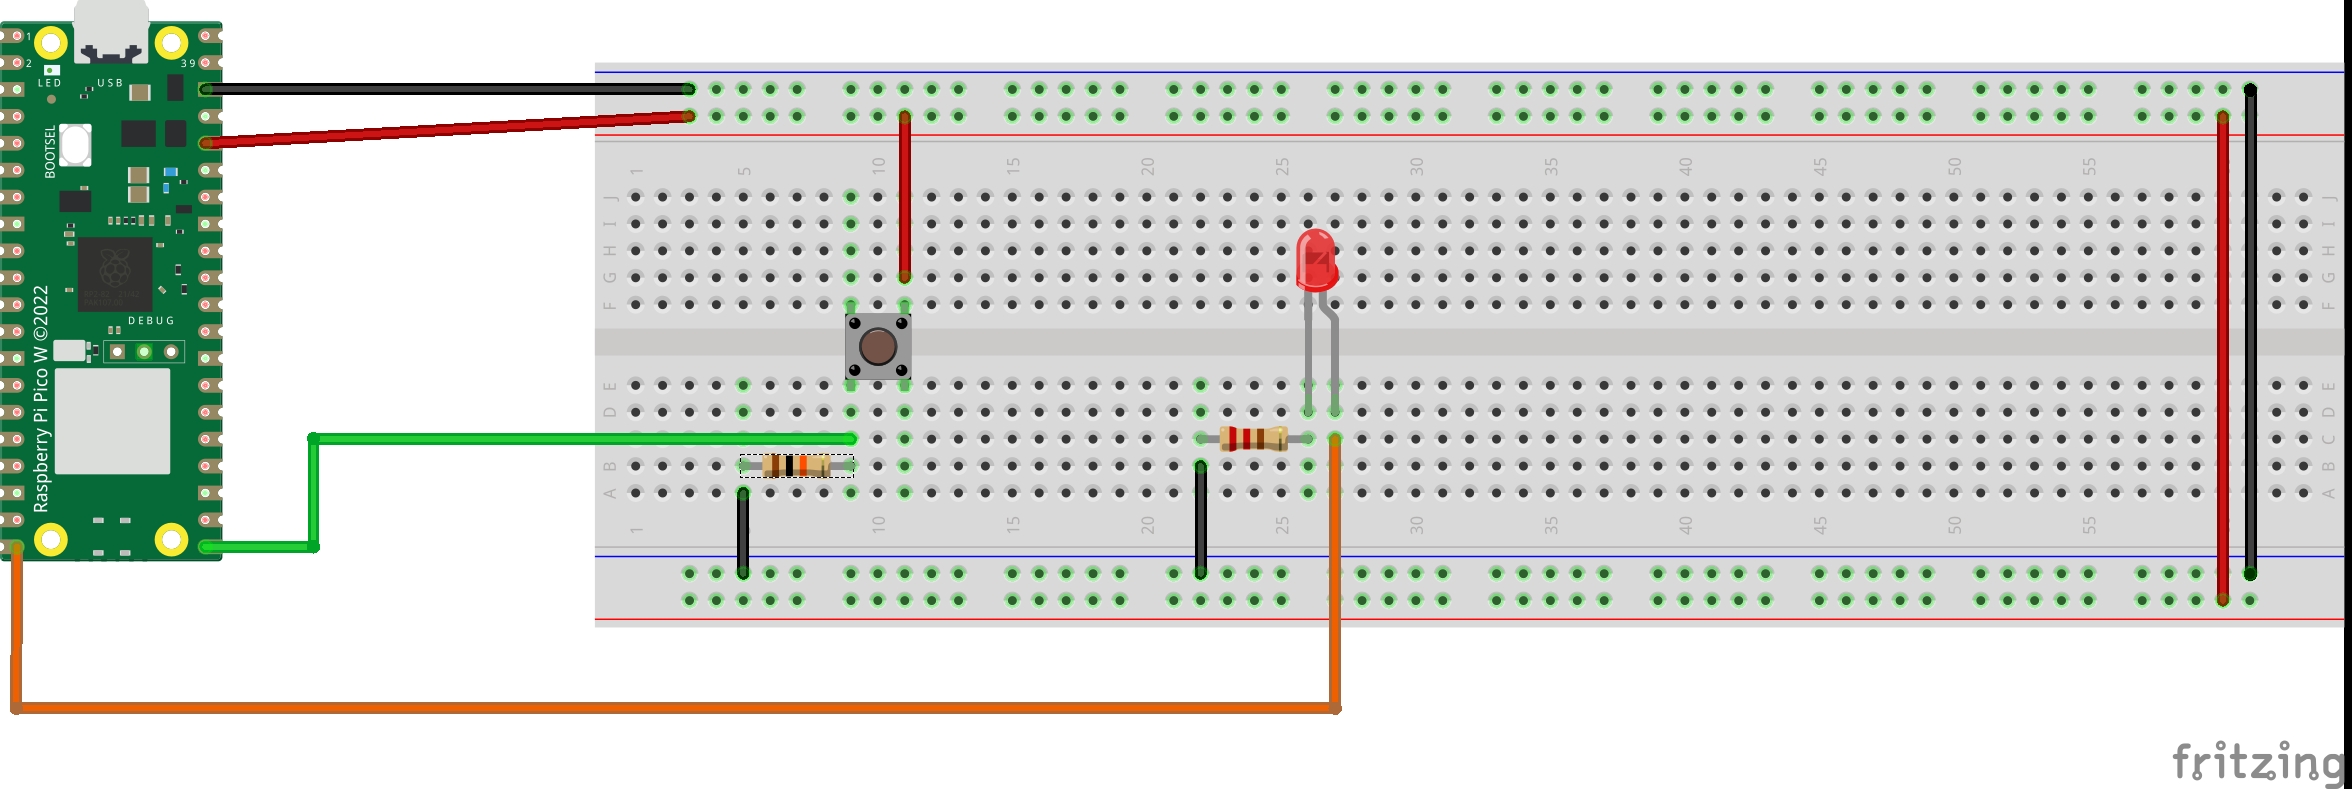 1
2
39
LED
USB
BOOTSEL
DEBUG
Raspberry Pi Pico W ©2022
1 5 10 15 20 25 30 35 40 45 50 55
J J
I I
H H
G G
F F
E E
D D
C
B B
A A
1 10 15 20 25 30 35 40 45 50 55
fritzing